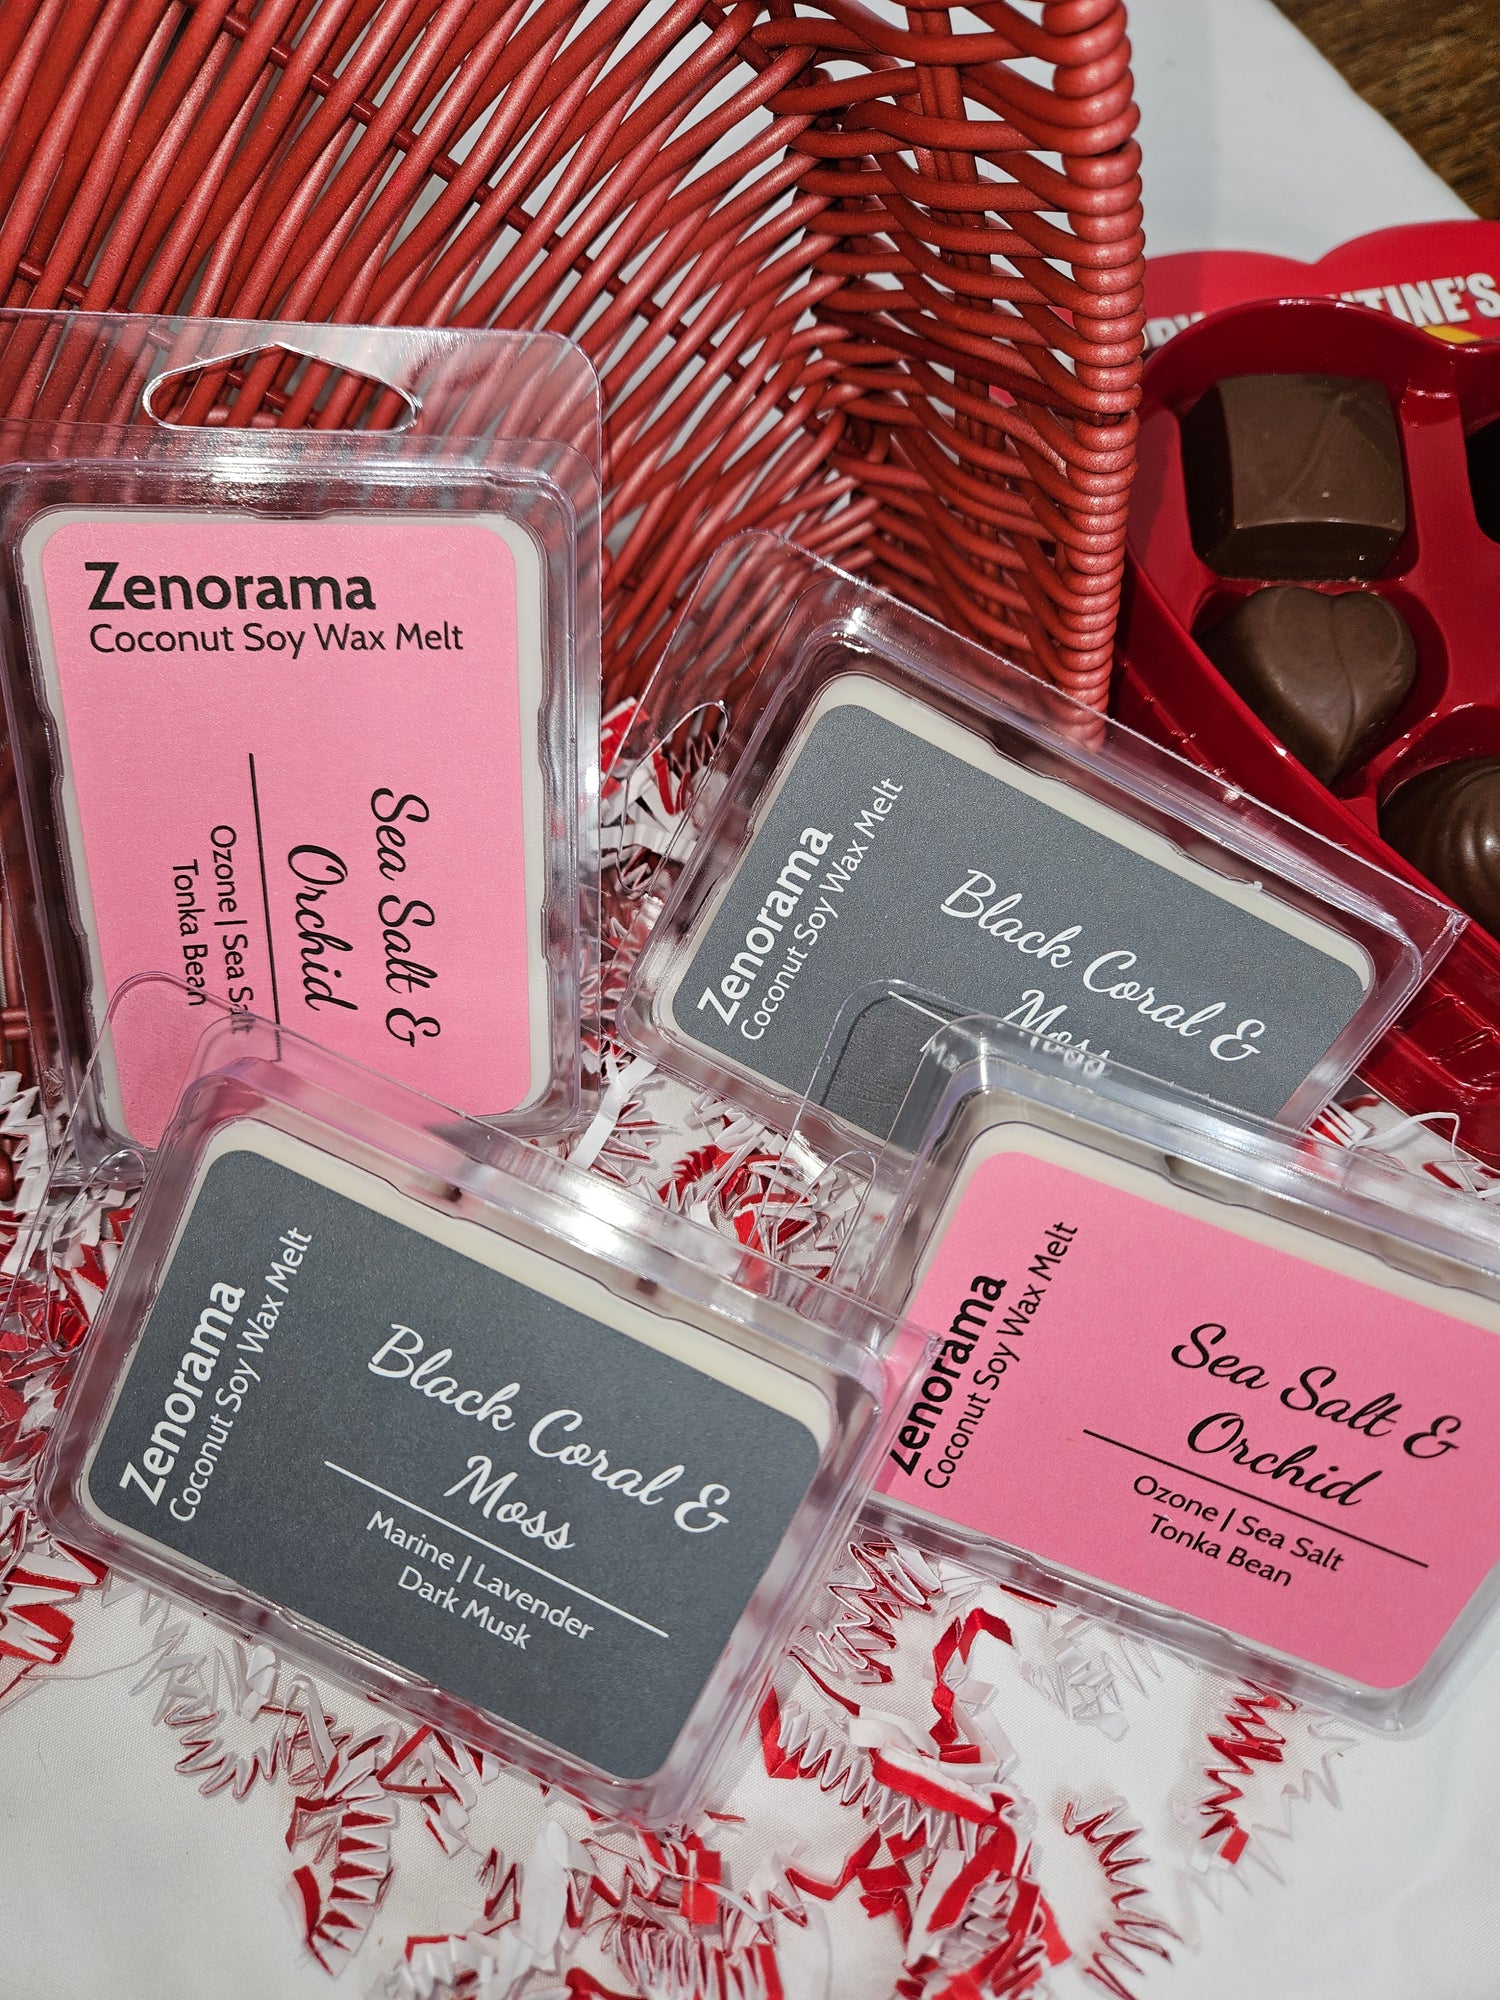 TINE'S
Zenorama
Coconut Soy Wax Melt
Sea Salt &
Orchid
Ozone | Sea Salt
Tonka Bean
Zenorama
Coconut Soy Wax Melt
Black Coral &
Moss
Zenorama
Coconut Soy Wax Melt
Black Coral &
Moss
Marine | Lavender
Dark Musk
Zenorama
Coconut Soy Wax Melt
Sea Salt &
Orchid
Ozone | Sea Salt
Tonka Bean